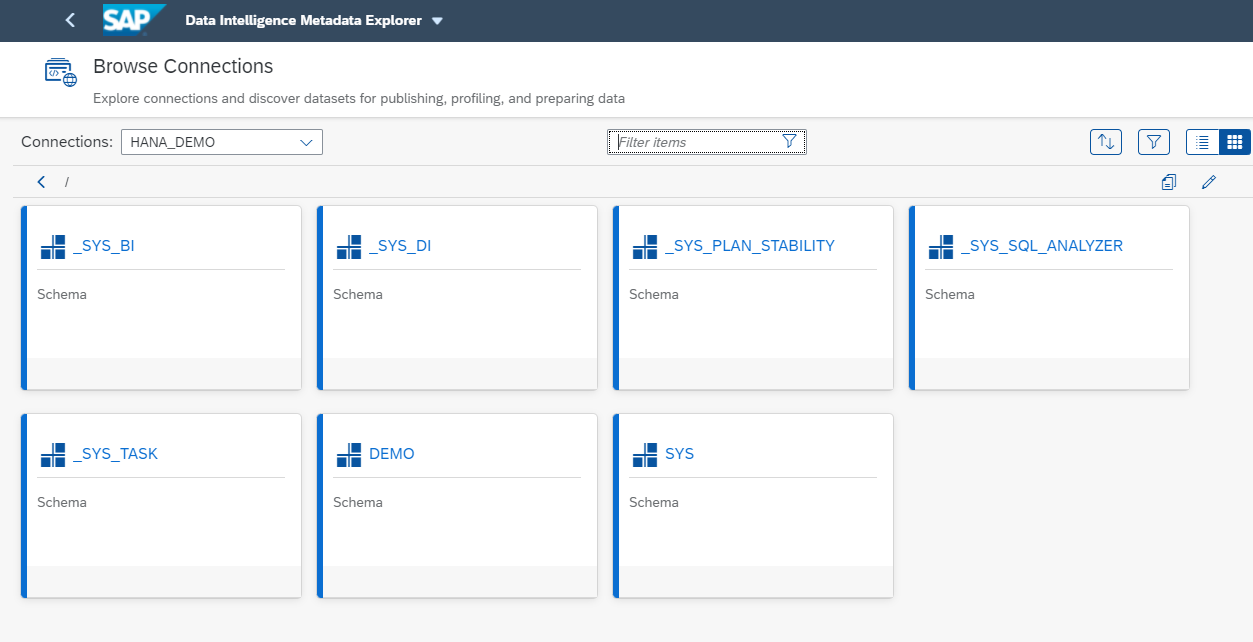 SAP Data Intelligence Metadata Explorer
Browse Connections
Explore connections and discover datasets for publishing, profiling, and preparing data
Connections: HANA_DEMO Filter items
/
_SYS_BI
Schema
_SYS_DI
Schema
_SYS_PLAN_STABILITY
Schema
_SYS_SQL_ANALYZER
Schema
_SYS_TASK
Schema
DEMO
Schema
SYS
Schema